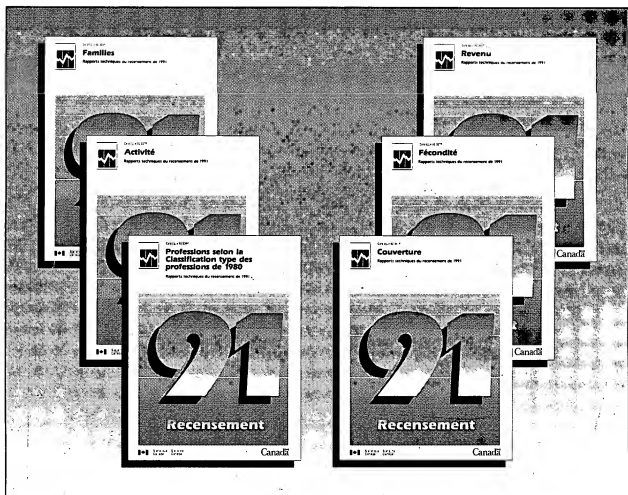 Familles
Rapports techniques du recensement de 1991
Revenu
Rapports techniques du recensement de 1991
Activité
Rapports techniques du recensement de 1991
Fécondité
Rapports techniques du recensement de 1991
Professions selon la
Classification type des
professions de 1980
Rapports techniques du recensement de 1991
91
Recensement
Canada
Couverture
Rapports techniques du recensement de 1991
91
Recensement
Canada
Canada
Canada